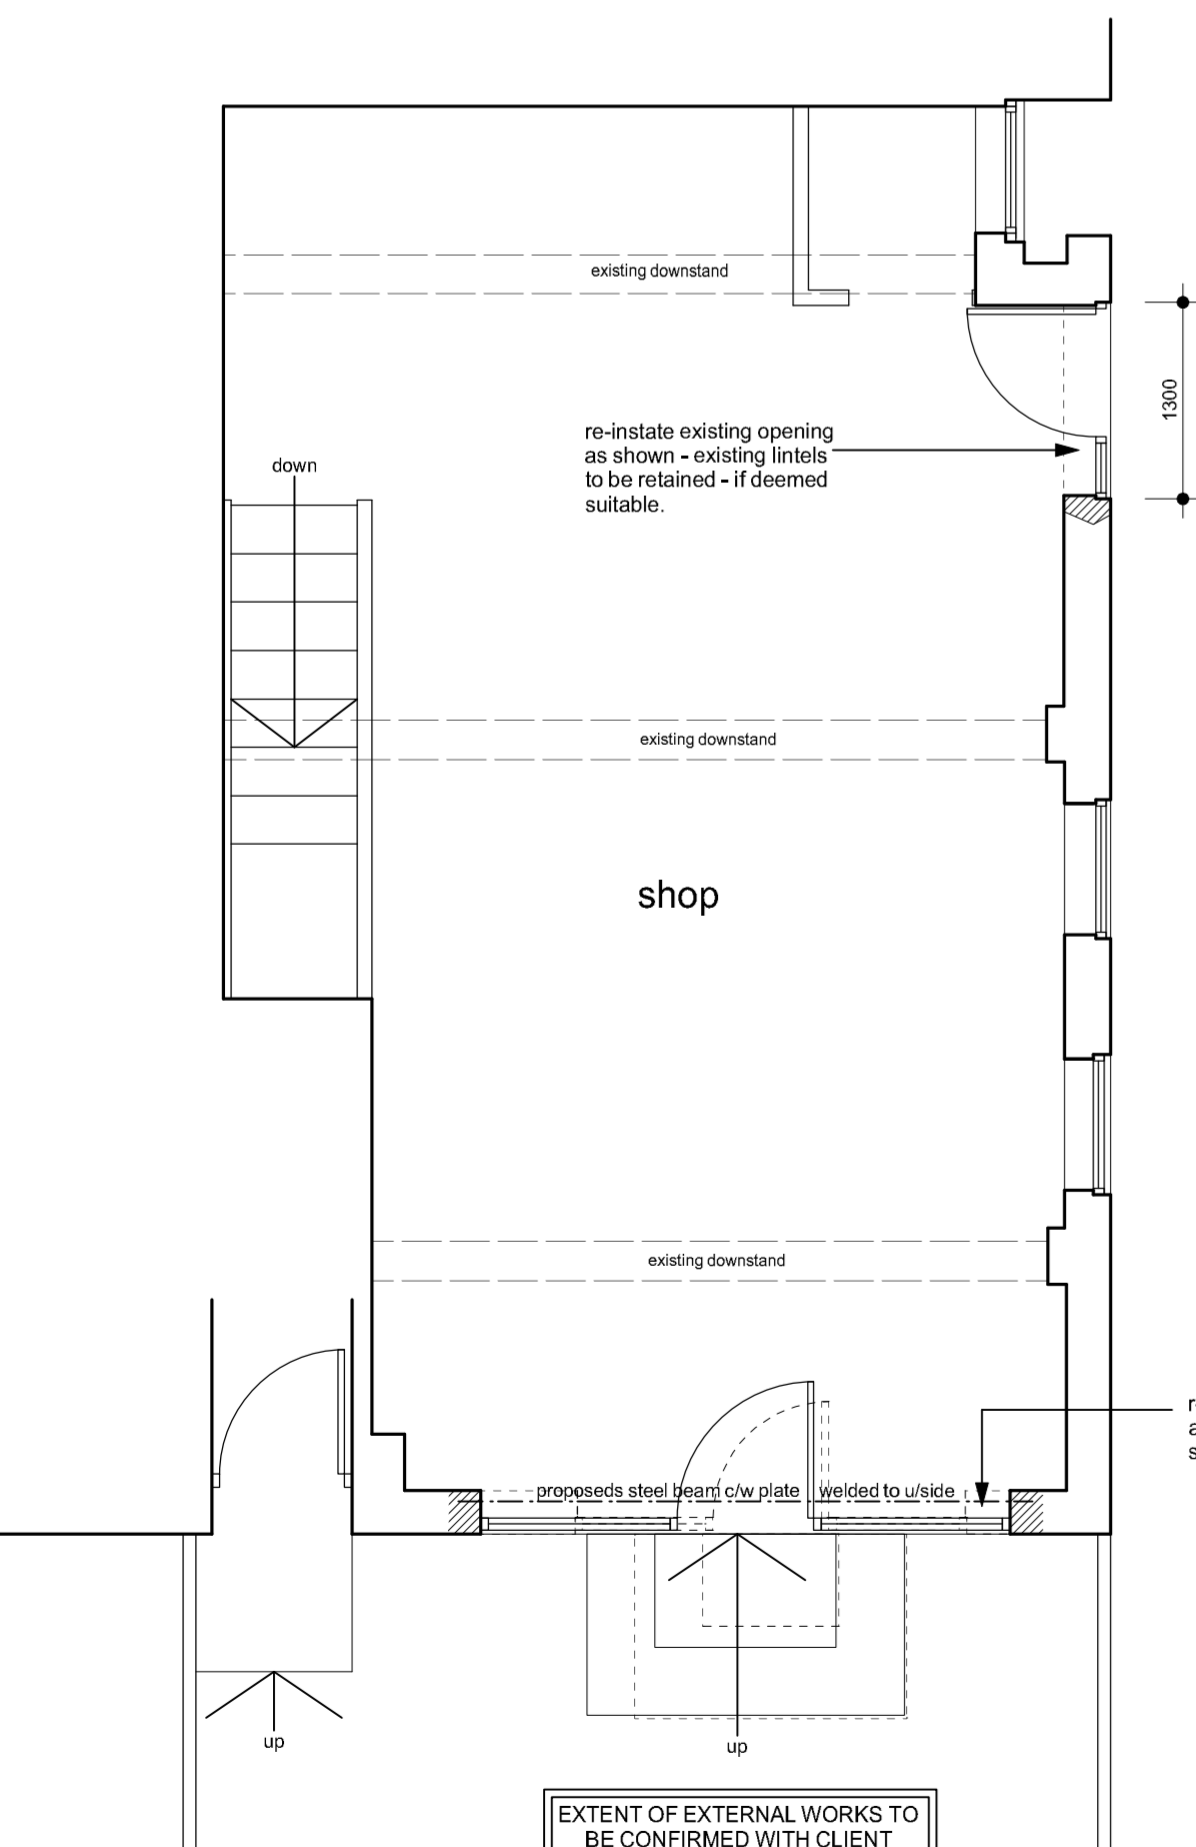 existing downstand
1300
re-instate existing opening
as shown - existing lintels
to be retained - if deemed
suitable.
down
existing downstand
shop
existing downstand
proposeds steel beam c/w plate welded to u/side
up
up
EXTENT OF EXTERNAL WORKS TO
BE CONFIRMED WITH CLIENT